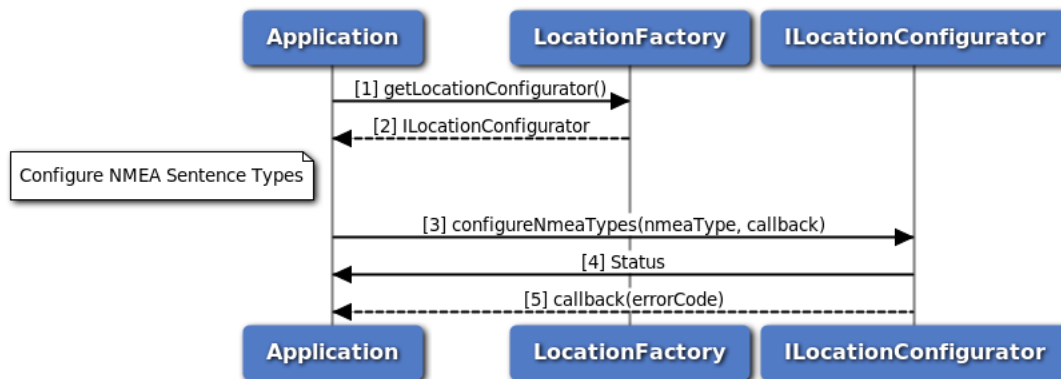 Application
LocationFactory
ILocationConfigurator
[1] getLocationConfigurator()
[2] ILocationConfigurator
Configure NMEA Sentence Types
[3] configureNmeaTypes(nmeaType, callback)
[4] Status
[5] callback(errorCode)
Application
LocationFactory
ILocationConfigurator